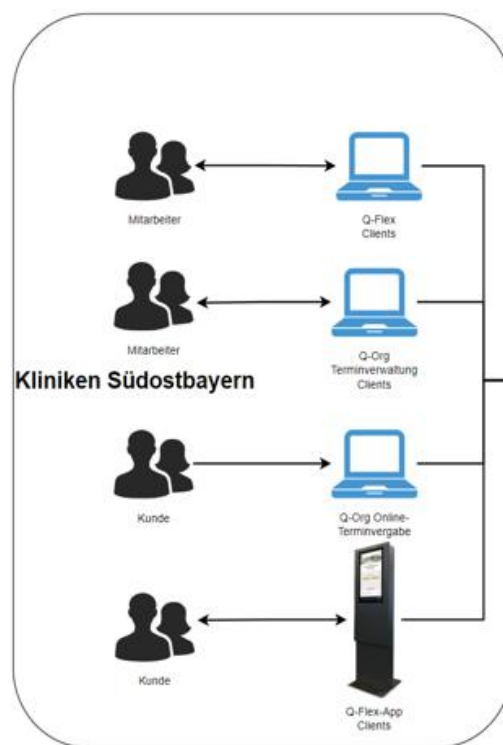 Mitarbeiter
Q-Flex
Clients
Mitarbeiter
Q-Org
Terminverwaltung
Clients
Kliniken Südostbayern
Kunde
Q-Org Online-
Terminvergabe
Kunde
Q-Flex-App
Clients